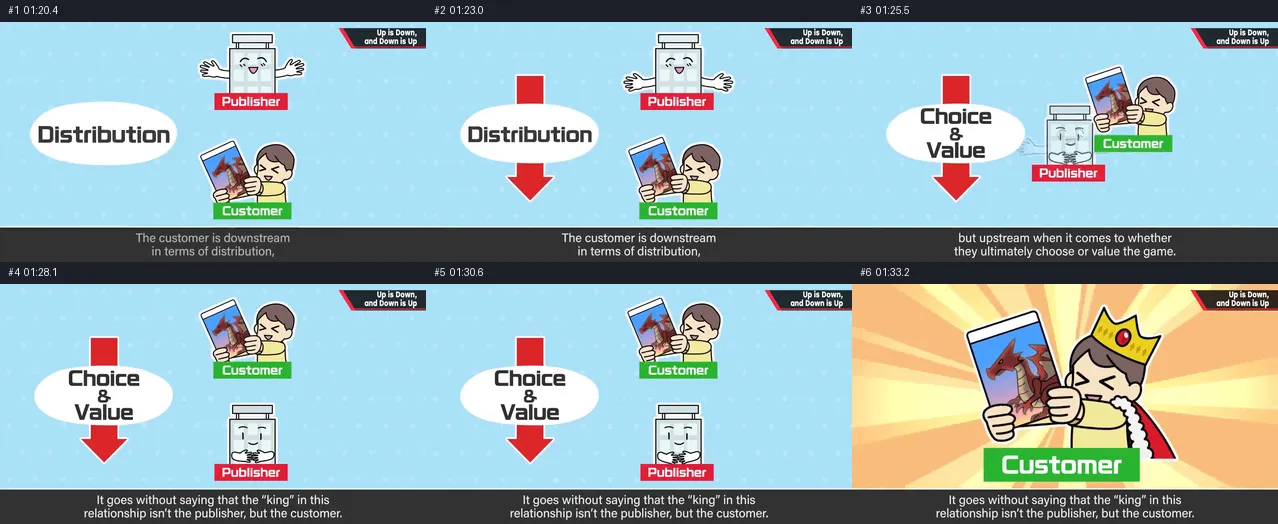 #1 01:20.4
Up is Down,
and Down is Up
Distribution
Publisher
Customer
The customer is downstream
in terms of distribution,
#2 01:23.0
Up is Down,
and Down is Up
Distribution
Publisher
Customer
The customer is downstream
in terms of distribution,
#3 01:25.5
Up is Down,
and Down is Up
Choice
&
Value
Customer
Publisher
but upstream when it comes to whether
they ultimately choose or value the game.
#4 01:28.1
Up is Down,
and Down is Up
Choice
&
Value
Customer
Publisher
It goes without saying that the “king” in this
relationship isn’t the publisher, but the customer.
#5 01:30.6
Up is Down,
and Down is Up
Choice
&
Value
Customer
Publisher
It goes without saying that the “king” in this
relationship isn’t the publisher, but the customer.
#6 01:33.2
Up is Down,
and Down is Up
Customer
It goes without saying that the “king” in this
relationship isn’t the publisher, but the customer.